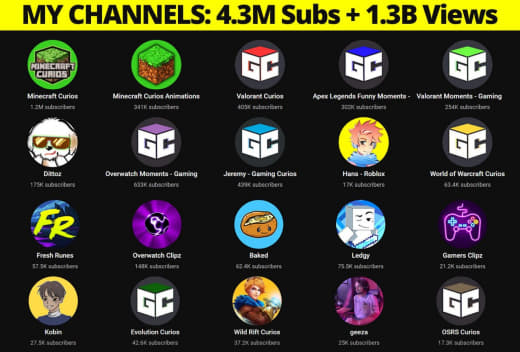 MY CHANNELS: 4.3M Subs + 1.3B Views
MINECRAFT
CURIOS
GC
GC
GC
Minecraft Curios
Minecraft Curios Animations
Valorant Curios
Apex Legends Funny Moments -
Valorant Moments - Gaming
1.2M subscribers
341K subscribers
405K subscribers
302K subscribers
254K subscribers
GC
GC
GC
Dittoz
Overwatch Moments - Gaming
Jeremy - Gaming Curios
Hans - Roblox
World of Warcraft Curios
175K subscribers
633K subscribers
439K subscribers
17K subscribers
63.4K subscribers
FR
Fresh Runes
Overwatch Clipz
Baked
Ledgy
Gamers Clipz
57.5K subscribers
148K subscribers
62.4K subscribers
75.5K subscribers
21.2K subscribers
GC
GC
Kobin
Evolution Curios
Wild Rift Curios
geeza
OSRS Curios
27.5K subscribers
42.6K subscribers
37.2K subscribers
25K subscribers
17.3K subscribers